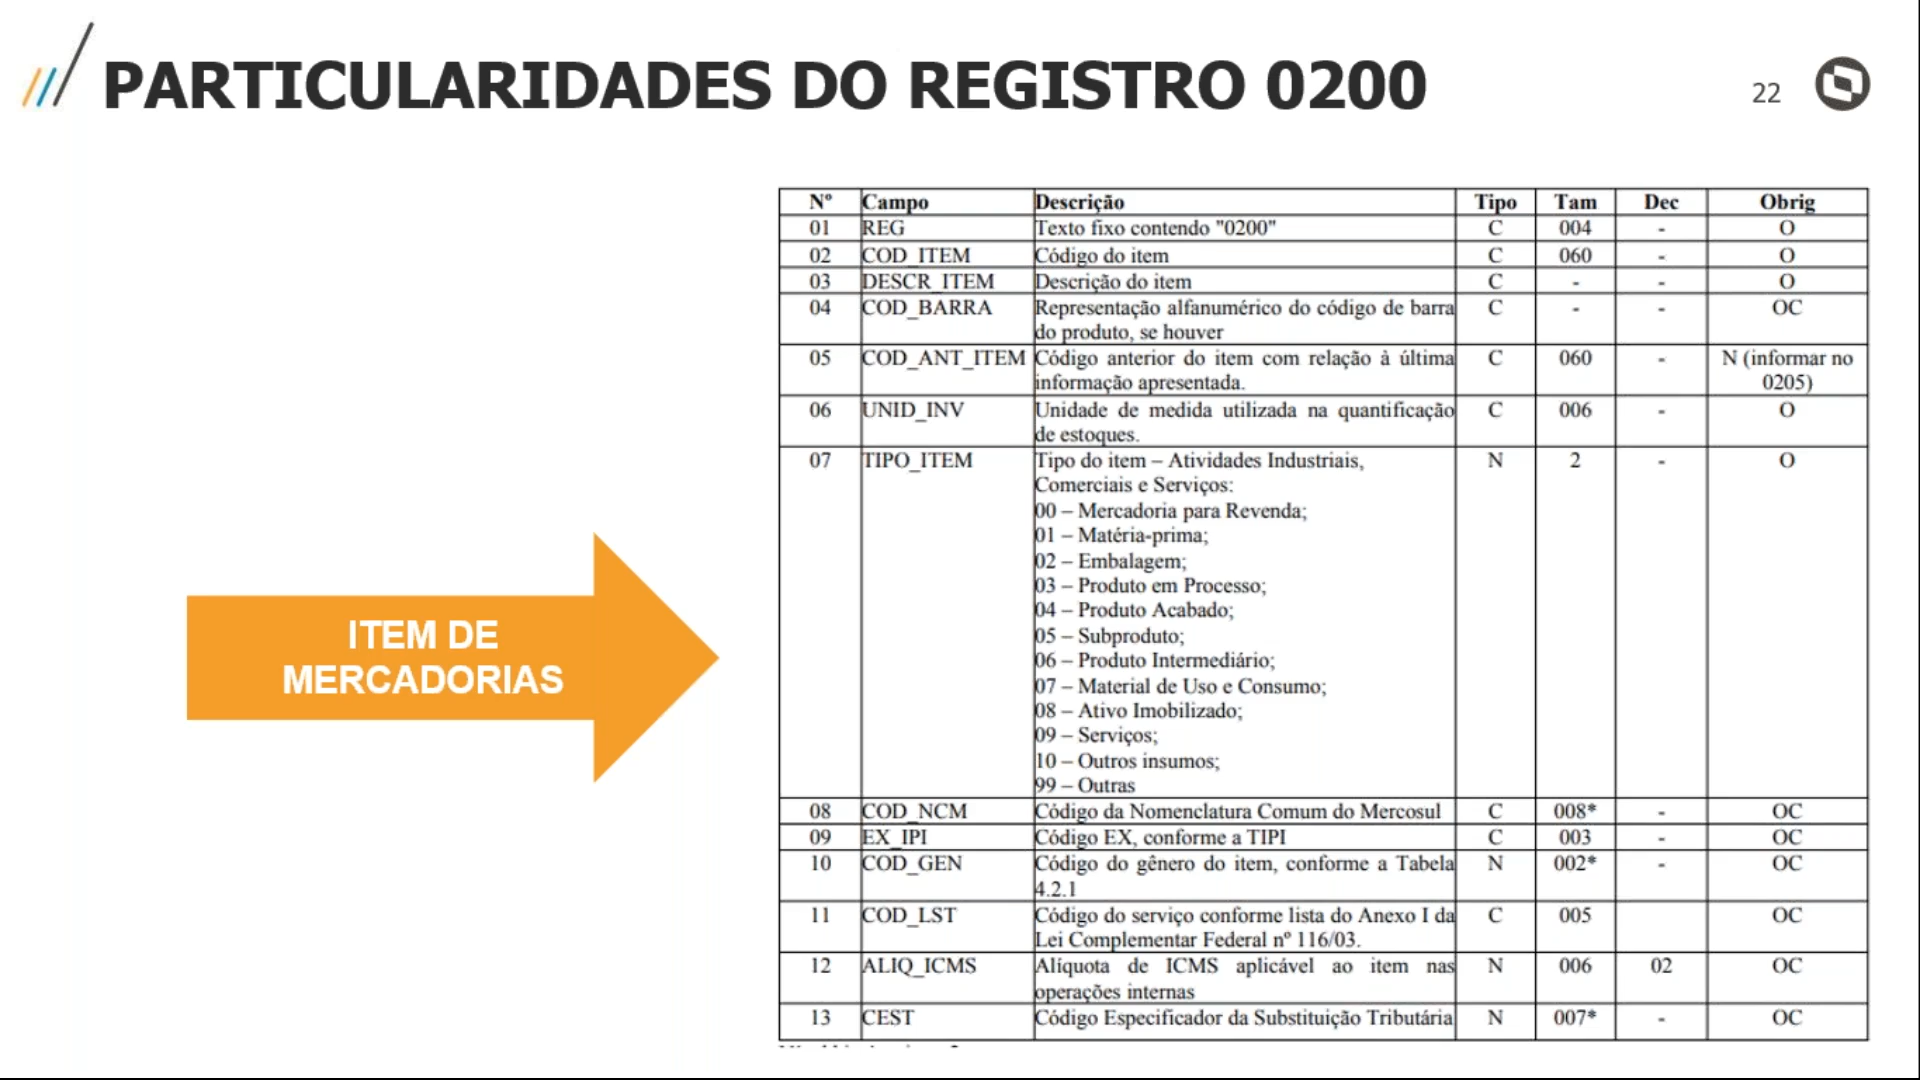 PARTICULARIDADES DO REGISTRO 0200
22
ITEM DE
MERCADORIAS
Nº Campo Descrição Tipo Tam Dec Obrig
01 REG Texto fixo contendo "0200" C 004 - O
02 COD_ITEM Código do item C 060 - O
03 DESCR_ITEM Descrição do item C - - O
04 COD_BARRA Representação alfanumérico do código de barra C - - OC
do produto, se houver
05 COD_ANT_ITEM Código anterior do item com relação à última C 060 - N (informar no
informação apresentada. 0205)
06 UNID_INV Unidade de medida utilizada na quantificação C 006 - O
de estoques.
07 TIPO_ITEM Tipo do item – Atividades Industriais, N 2 - O
Comerciais e Serviços:
00 – Mercadoria para Revenda;
01 – Matéria-prima;
02 – Embalagem;
03 – Produto em Processo;
04 – Produto Acabado;
05 – Subproduto;
06 – Produto Intermediário;
07 – Material de Uso e Consumo;
08 – Ativo Imobilizado;
09 – Serviços;
10 – Outros insumos;
99 – Outras
08 COD_NCM Código da Nomenclatura Comum do Mercosul C 008* - OC
09 EX_IPI Código EX, conforme a TIPI C 003 - OC
10 COD_GEN Código do gênero do item, conforme a Tabela N 002* - OC
4.2.1
11 COD_LST Código do serviço conforme lista do Anexo I da C 005 OC
Lei Complementar Federal nº 116/03.
12 ALIQ_ICMS Alíquota de ICMS aplicável ao item nas N 006 02 OC
operações internas
13 CEST Código Especificador da Substituição Tributária N 007* - OC